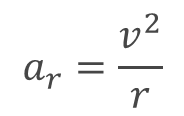 a_r = v^2 / r